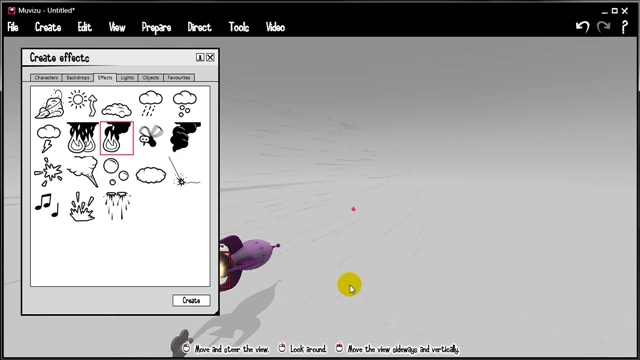 Muvizu - Untitled*
File Create Edit View Prepare Direct Tools Video ?
Create effects
Characters Backdrops Effects Lights Objects Favourites
Create
Move and steer the view. Look around. Move the view sideways and vertically.